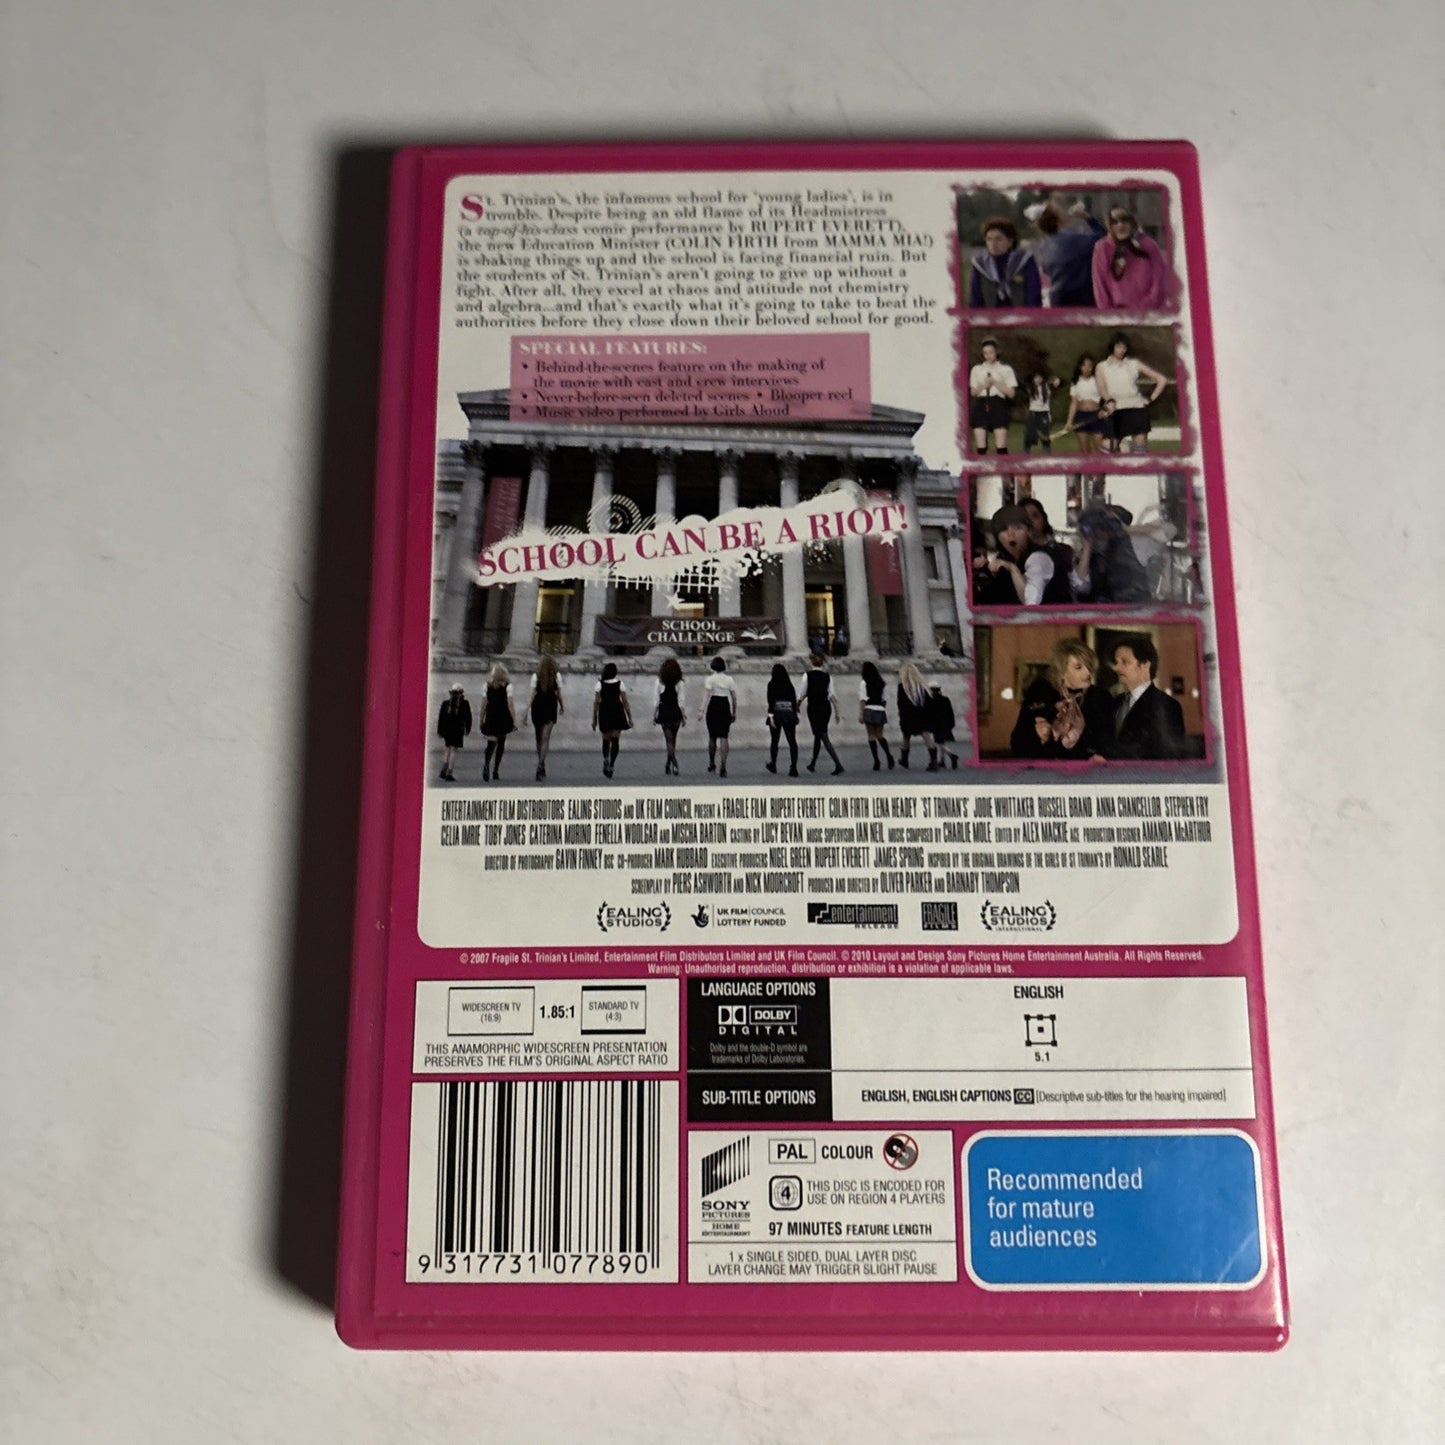 St. Trinian's, the infamous school for 'young ladies', is in
trouble. Despite being an old flame of its Headmistress
(a top-of-his-class comic performance by RUPERT EVERETT),
the new Education Minister (COLIN FIRTH from MAMMA MIA!)
is shaking things up and the school is facing financial ruin. But
the students of St. Trinian's aren't going to give up without a
fight. After all, they excel at chaos and attitude not chemistry
and algebra...and that's exactly what it's going to take to beat the
authorities before they close down their beloved school for good.
SPECIAL FEATURES:
• Behind-the-scenes feature on the making of
the movie with cast and crew interviews
• Never-before-seen deleted scenes • Blooper reel
• Music video performed by Girls Aloud
SCHOOL CAN BE A RIOT!
SCHOOL
CHALLENGE
ENTERTAINMENT FILM DISTRIBUTORS EALING STUDIOS AND UK FILM COUNCIL PRESENT A FRAGILE FILM RUPERT EVERETT COLIN FIRTH LENA HEADEY 'ST TRINIAN'S' JODIE WHITTAKER RUSSELL BRAND ANNA CHANCELLOR STEPHEN FRY
CELIA IMRIE TOBY JONES CATERINA MURINO FENELLA WOOLGAR AND MISCHA BARTON CASTING BY LUCY BEVAN MUSIC SUPERVISOR IAN NEIL MUSIC COMPOSED BY CHARLIE MOLE EDITED BY ALEX MACKIE ACE PRODUCTION DESIGNER AMANDA McARTHUR
DIRECTOR OF PHOTOGRAPHY GAVIN FINNEY BSC CO-PRODUCER MARK HUBBARD EXECUTIVE PRODUCERS NIGEL GREEN RUPERT EVERETT JAMES SPRING INSPIRED BY THE ORIGINAL DRAWINGS OF THE GIRLS OF ST TRINIAN'S BY RONALD SEARLE
SCREENPLAY BY PIERS ASHWORTH AND NICK MOORCROFT PRODUCED AND DIRECTED BY OLIVER PARKER AND BARNABY THOMPSON
EALING STUDIOS UK FILM COUNCIL LOTTERY FUNDED entertainment RELEASE FRAGILE FILMS EALING STUDIOS INTERNATIONAL
© 2007 Fragile St. Trinian's Limited, Entertainment Film Distributors Limited and UK Film Council. © 2010 Layout and Design Sony Pictures Home Entertainment Australia. All Rights Reserved.
Warning: Unauthorised reproduction, distribution or exhibition is a violation of applicable laws.
WIDESCREEN TV (16:9) 1.85:1 STANDARD TV (4:3)
THIS ANAMORPHIC WIDESCREEN PRESENTATION
PRESERVES THE FILM'S ORIGINAL ASPECT RATIO
LANGUAGE OPTIONS
DOLBY
DIGITAL
Dolby and the double-D symbol are
trademarks of Dolby Laboratories.
ENGLISH
5.1
SUB-TITLE OPTIONS
ENGLISH, ENGLISH CAPTIONS CC [Descriptive sub-titles for the hearing impaired]
9 317731 077890
SONY
PICTURES
HOME
ENTERTAINMENT
PAL COLOUR
4 THIS DISC IS ENCODED FOR
USE ON REGION 4 PLAYERS
97 MINUTES FEATURE LENGTH
1 x SINGLE SIDED, DUAL LAYER DISC
LAYER CHANGE MAY TRIGGER SLIGHT PAUSE
Recommended
for mature
audiences